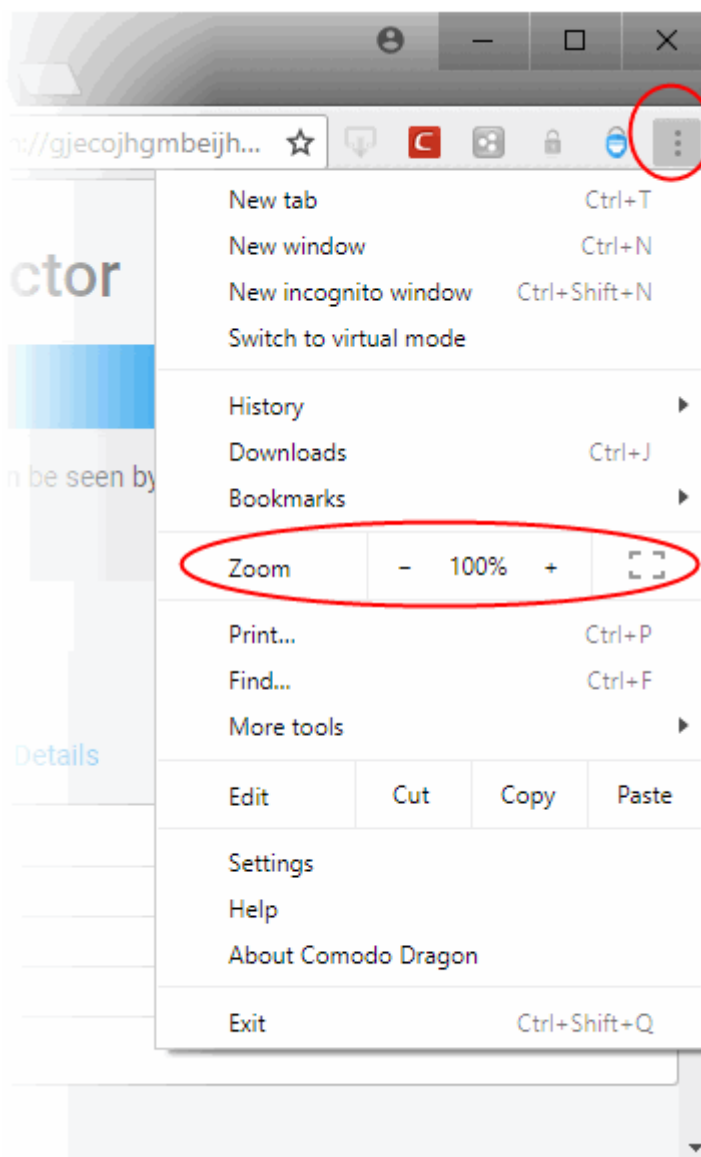 ://gjecojhgmbeijh...
C
New tab Ctrl+T
New window Ctrl+N
ctor
New incognito window Ctrl+Shift+N
Switch to virtual mode
History
Downloads Ctrl+J
n be seen by
Bookmarks
Zoom - 100% +
Print... Ctrl+P
Find... Ctrl+F
More tools
Details
Edit Cut Copy Paste
Settings
Help
About Comodo Dragon
Exit Ctrl+Shift+Q